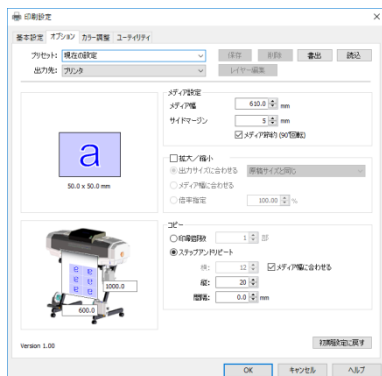 印刷設定
基本設定 オプション カラー調整 ユーティリティ
プリセット: 現在の設定 保存 削除 書出 読込
出力先: プリンタ レイヤー編集
a
50.0 x 50.0 mm
1000.0
600.0
メディア設定
メディア幅 610.0 mm
サイドマージン 5 mm
メディア節約 (90°回転)
拡大/縮小
出力サイズに合わせる 原稿サイズと同じ
メディア幅に合わせる
倍率指定 100.00 %
コピー
印刷部数 1 部
ステップアンドリピート
横: 12 メディア幅に合わせる
縦: 20
間隔: 0.0 mm
Version 1.00 初期設定に戻す
OK キャンセル ヘルプ